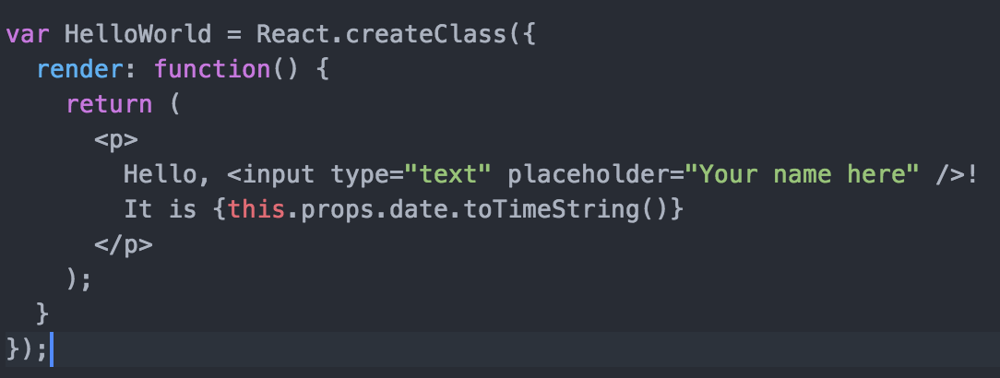 var HelloWorld = React.createClass({
  render: function() {
    return (
      <p>
        Hello, <input type="text" placeholder="Your name here" />!
        It is {this.props.date.toTimeString()}
      </p>
    );
  }
});